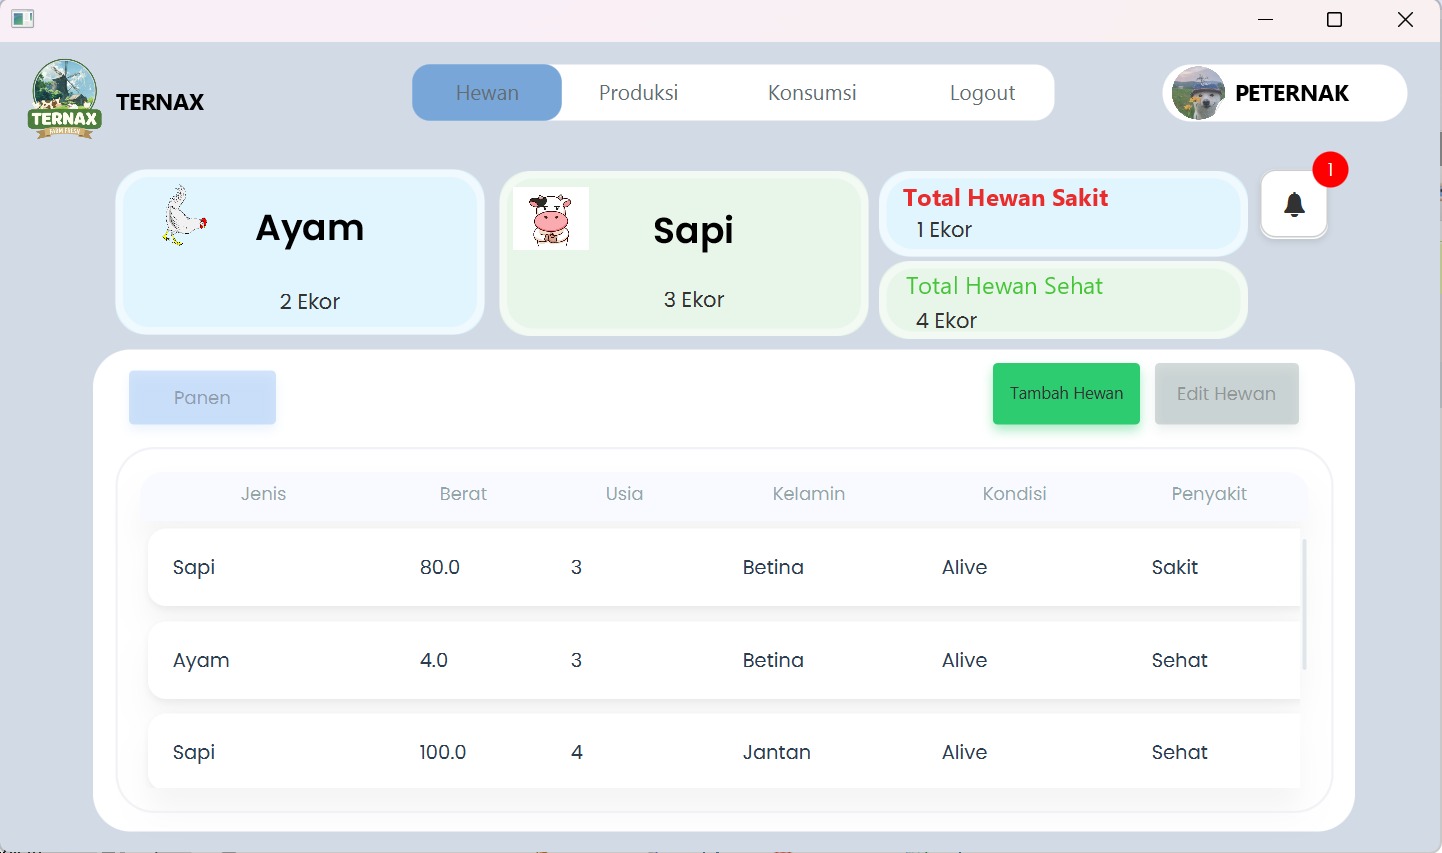 TERNAX
FARM FRESH
TERNAX
Hewan Produksi Konsumsi Logout
PETERNAK
1
Ayam
2 Ekor
Sapi
3 Ekor
Total Hewan Sakit
1 Ekor
Total Hewan Sehat
4 Ekor
Panen
Tambah Hewan
Edit Hewan
Jenis Berat Usia Kelamin Kondisi Penyakit
Sapi 80.0 3 Betina Alive Sakit
Ayam 4.0 3 Betina Alive Sehat
Sapi 100.0 4 Jantan Alive Sehat